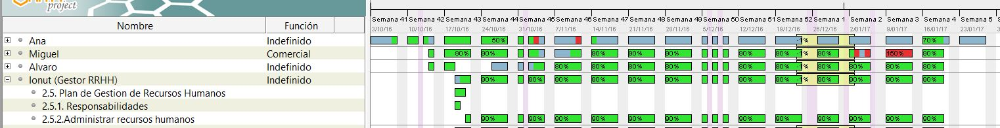 project
Nombre Función
Semana 41 Semana 42 Semana 43 Semana 44 Semana 45 Semana 46 Semana 47 Semana 48 Semana 49 Semana 50 Semana 51 Semana 52 Semana 1 Semana 2 Semana 3 Semana 4 Semana 5
3/10/16 10/10/16 17/10/16 24/10/16 31/10/16 7/11/16 14/11/16 21/11/16 28/11/16 5/12/16 12/12/16 19/12/16 26/12/16 2/01/17 9/01/17 16/01/17 23/01/17
Ana Indefinido 50% -1% 70%
Miguel Comercial 90% 90% 90% 90% 90% 90% -1% 90% 150% 90%
Alvaro Indefinido 80% 80% 80% 80% 80% 80% -1% 80% 80% 80% 80%
Ionut (Gestor RRHH) Indefinido 90% 90% 90% 90% 90% 90% 90% 90% -1% 90% 90% 90% 90%
2.5. Plan de Gestion de Recursos Humanos
2.5.1. Responsabilidades
2.5.2.Administrar recursos humanos 90% 90% 90% 90% 90% 90% 90% 90% 90% 90% 90% 90%